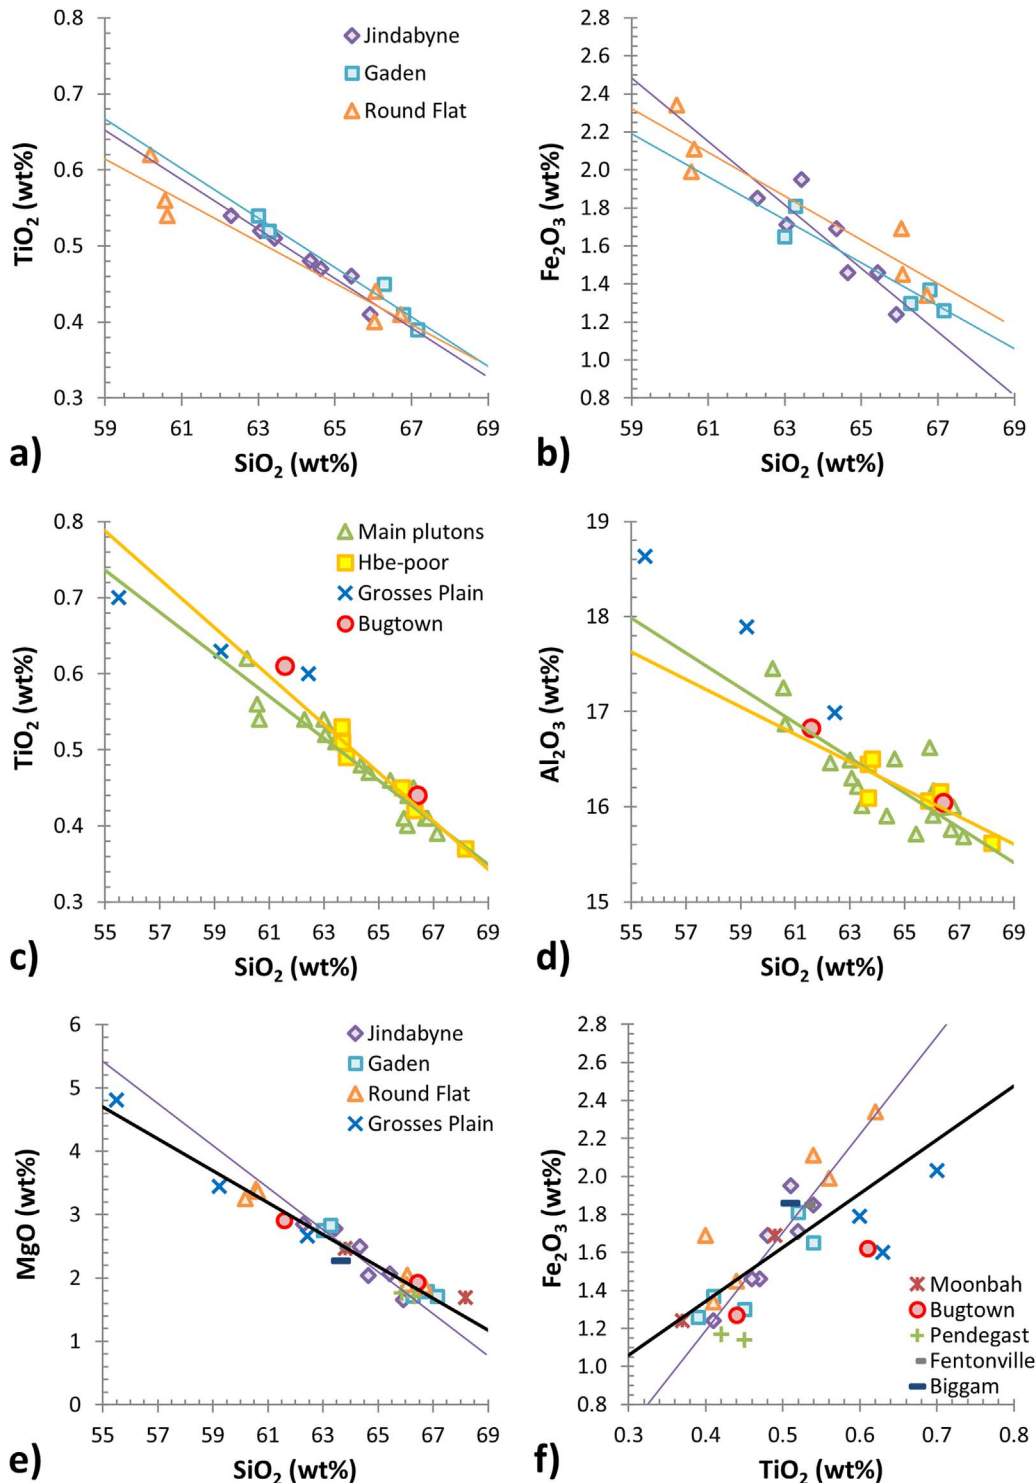 0.8
0.7
0.6
0.5
0.4
0.3
TiO₂ (wt%)
Jindabyne
Gaden
Round Flat
59 61 63 65 67 69
SiO₂ (wt%)
a)
2.8
2.6
2.4
2.2
2.0
1.8
1.6
1.4
1.2
1.0
0.8
Fe₂O₃ (wt%)
59 61 63 65 67 69
SiO₂ (wt%)
b)
0.8
0.7
0.6
0.5
0.4
0.3
TiO₂ (wt%)
Main plutons
Hbe-poor
Grosses Plain
Bugtown
55 57 59 61 63 65 67 69
SiO₂ (wt%)
c)
19
18
17
16
15
Al₂O₃ (wt%)
55 57 59 61 63 65 67 69
SiO₂ (wt%)
d)
6
5
4
3
2
1
0
MgO (wt%)
Jindabyne
Gaden
Round Flat
Grosses Plain
55 57 59 61 63 65 67 69
SiO₂ (wt%)
e)
2.8
2.6
2.4
2.2
2.0
1.8
1.6
1.4
1.2
1.0
0.8
Fe₂O₃ (wt%)
Moonbah
Bugtown
Pendegast
Fentonville
Biggam
0.3 0.4 0.5 0.6 0.7 0.8
TiO₂ (wt%)
f)